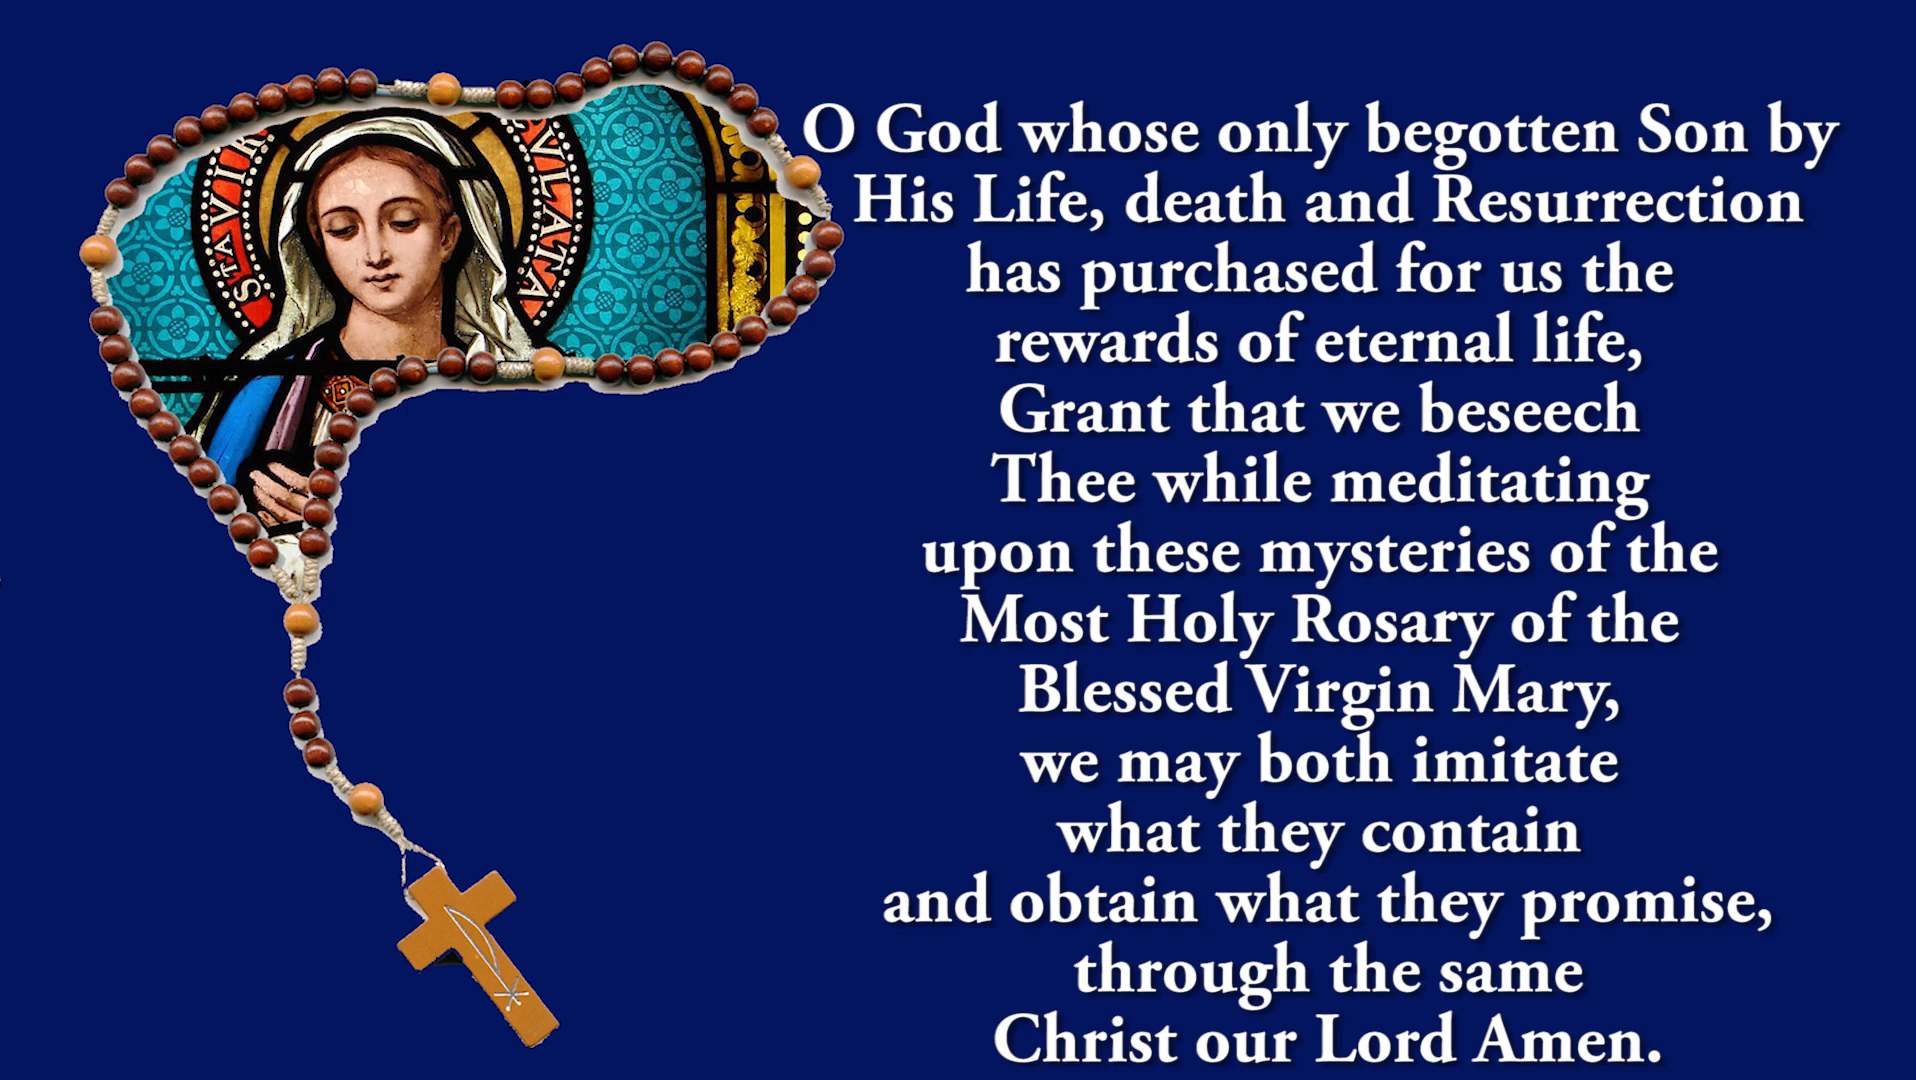 STA VIR
VLATA
O God whose only begotten Son by
His Life, death and Resurrection
has purchased for us the
rewards of eternal life,
Grant that we beseech
Thee while meditating
upon these mysteries of the
Most Holy Rosary of the
Blessed Virgin Mary,
we may both imitate
what they contain
and obtain what they promise,
through the same
Christ our Lord Amen.